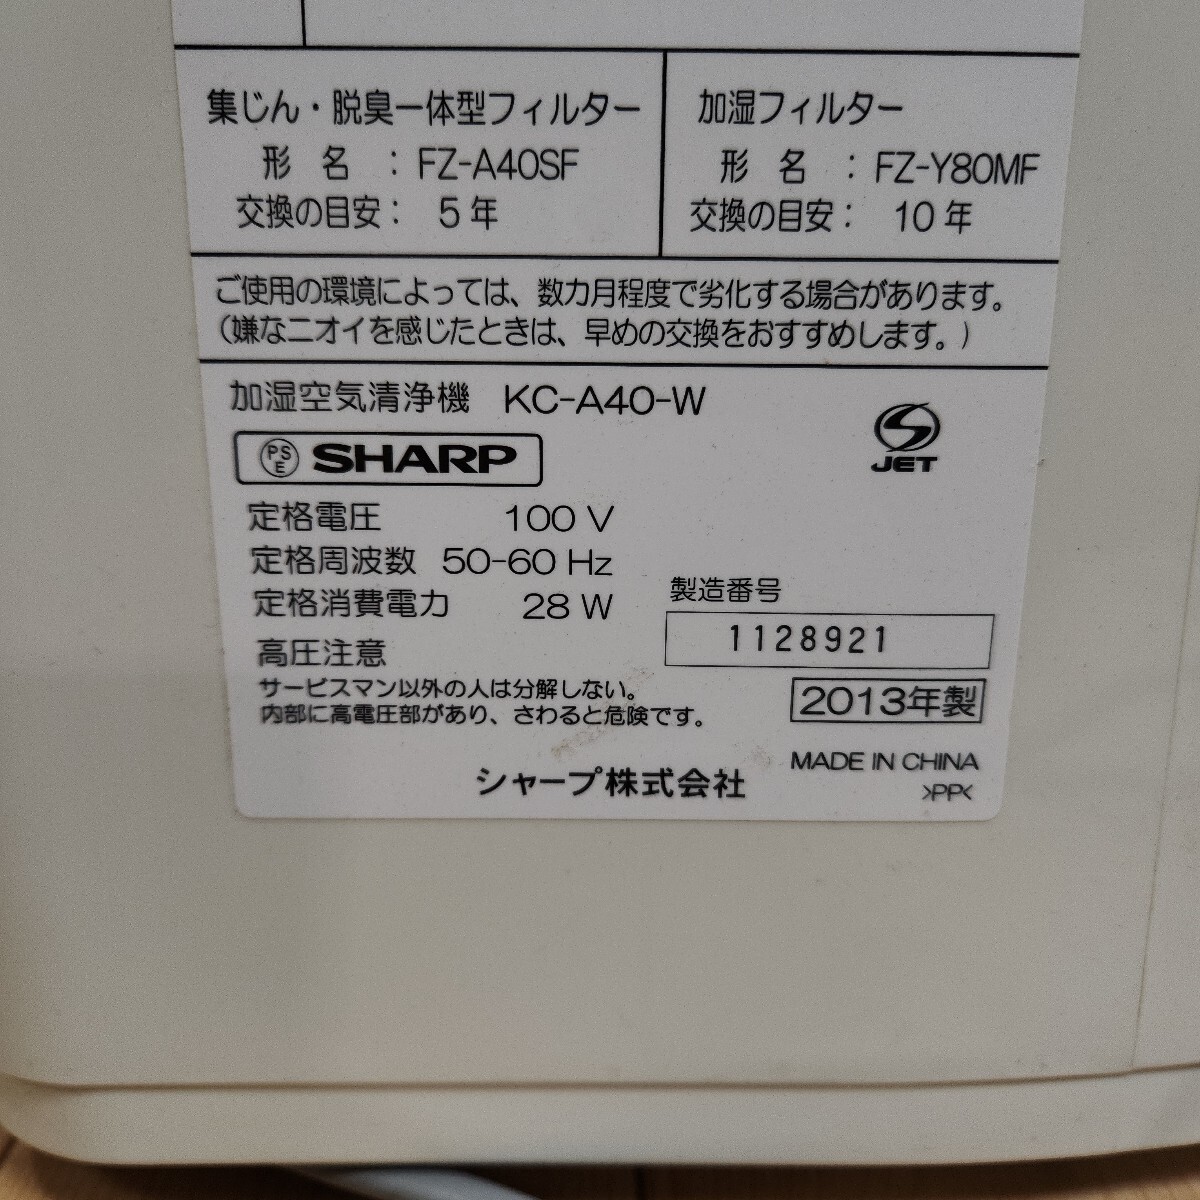 集じん・脱臭一体型フィルター
形 名 : FZ-A40SF
交換の目安: 5年
加湿フィルター
形 名 : FZ-Y80MF
交換の目安: 10年
ご使用の環境によっては、数カ月程度で劣化する場合があります。
(嫌なニオイを感じたときは、早めの交換をおすすめします。)
加湿空気清浄機 KC-A40-W
PSE SHARP
JET
定格電圧 100 V
定格周波数 50-60 Hz
定格消費電力 28 W
製造番号
1128921
高圧注意
サービスマン以外の人は分解しない。
内部に高電圧部があり、さわると危険です。
2013年製
シャープ株式会社
MADE IN CHINA
>PP<